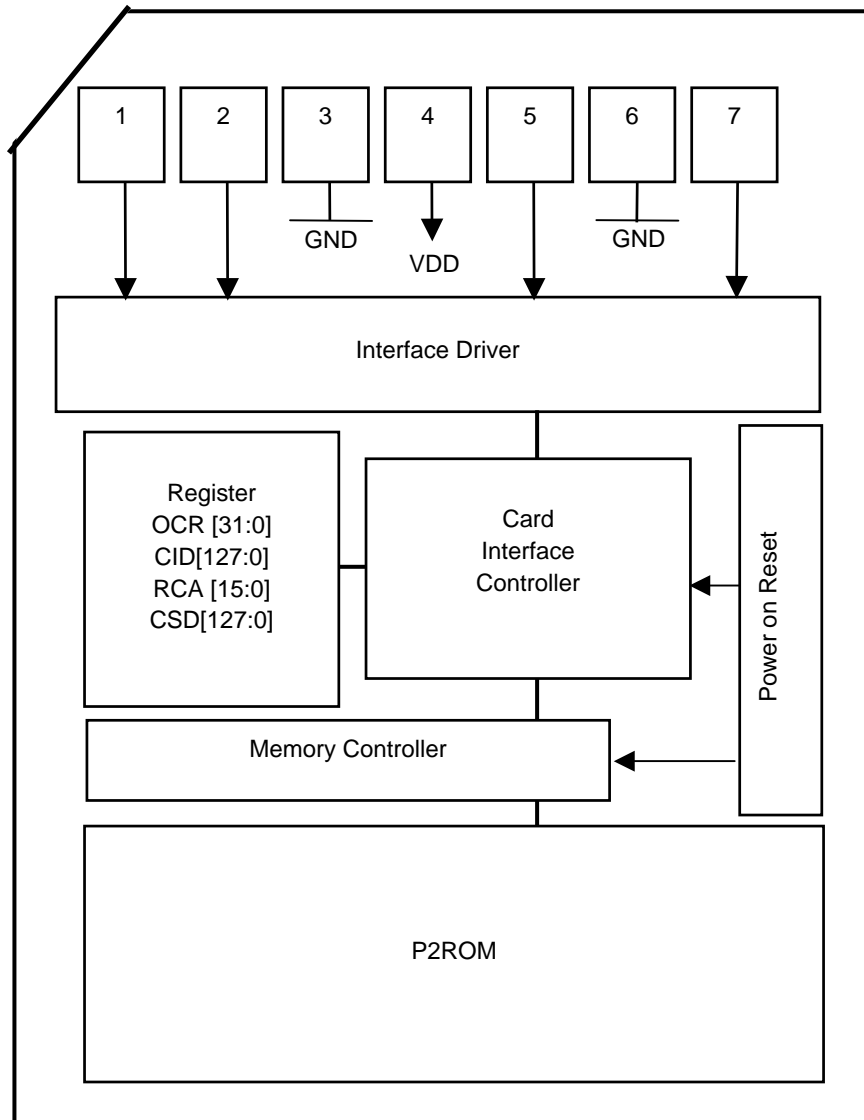 1 2 3 4 5 6 7
GND GND
VDD
Interface Driver
Register
OCR [31:0]
CID[127:0]
RCA [15:0]
CSD[127:0]
Card
Interface
Controller
Power on Reset
Memory Controller
P2ROM